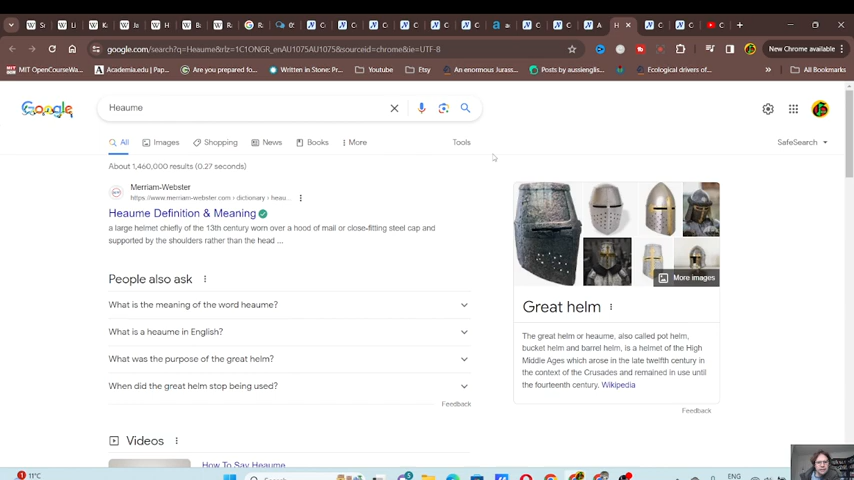 New Chrome available
google.com/search?q=Heaume&rlz=1C1ONGR_enAU1075AU1075&sourceid=chrome&ie=UTF-8
MIT OpenCourseWa...
Academia.edu | Pap...
Are you prepared fo...
Written in Stone: Pr...
Youtube
Etsy
An enormous Jurass...
Posts by aussienglis...
Ecological drivers of...
»
All Bookmarks
Google
Heaume
All
Images
Shopping
News
Books
More
Tools
SafeSearch
About 1,460,000 results (0.27 seconds)
Merriam-Webster
https://www.merriam-webster.com › dictionary › heau...
Heaume Definition & Meaning
a large helmet chiefly of the 13th century worn over a hood of mail or close-fitting steel cap and
supported by the shoulders rather than the head ...
People also ask
What is the meaning of the word heaume?
What is a heaume in English?
What was the purpose of the great helm?
When did the great helm stop being used?
Feedback
Videos
How To Say Heaume
More images
Great helm
The great helm or heaume, also called pot helm,
bucket helm and barrel helm, is a helmet of the High
Middle Ages which arose in the late twelfth century in
the context of the Crusades and remained in use until
the fourteenth century. Wikipedia
Feedback
11°C
Search
ENG